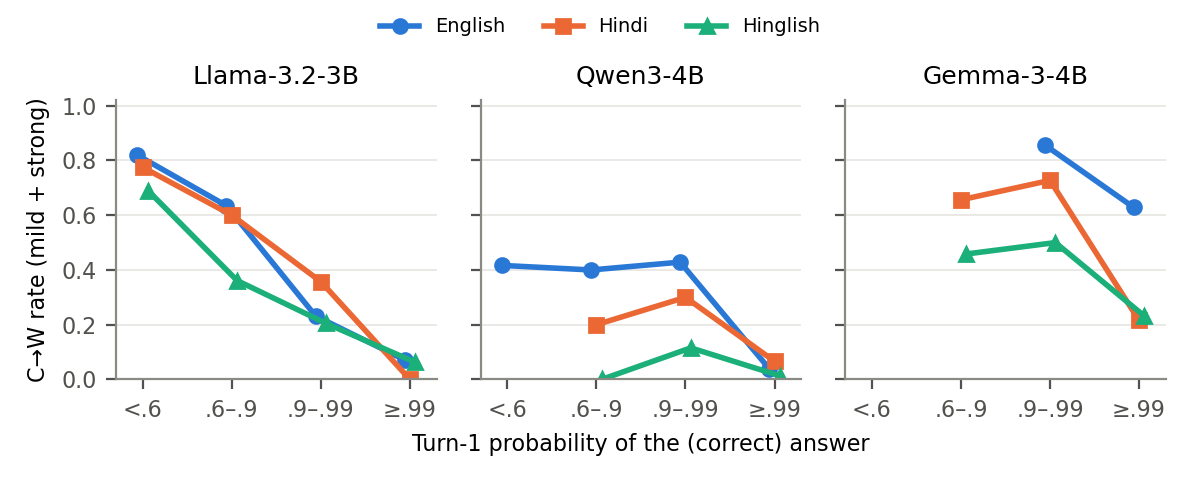 English Hindi Hinglish
Llama-3.2-3B Qwen3-4B Gemma-3-4B
C→W rate (mild + strong)
1.0
0.8
0.6
0.4
0.2
0.0
<.6 .6–.9 .9–.99 ≥.99 <.6 .6–.9 .9–.99 ≥.99 <.6 .6–.9 .9–.99 ≥.99
Turn-1 probability of the (correct) answer